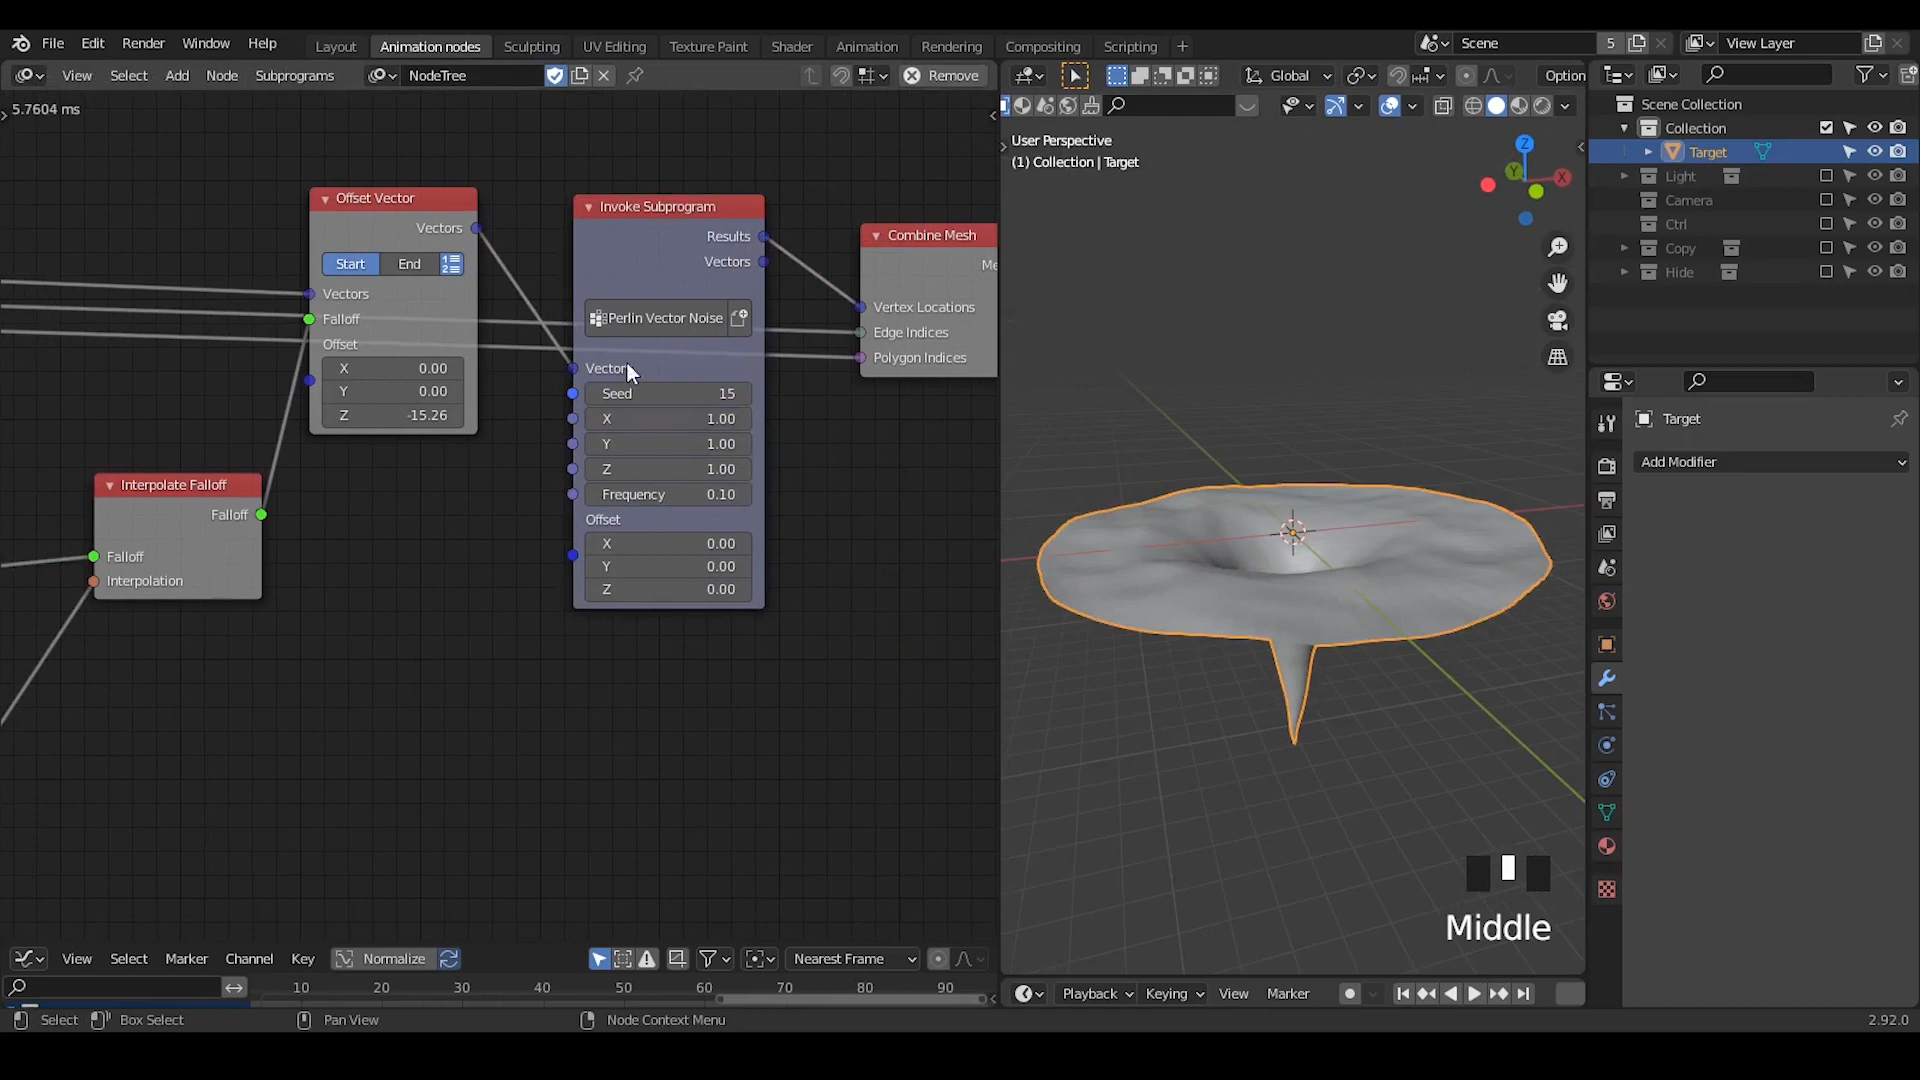 File Edit Render Window Help Layout Animation nodes Sculpting UV Editing Texture Paint Shader Animation Rendering Compositing Scripting + Scene 5 View Layer
View Select Add Node Subprograms NodeTree Remove Global Option
5.7604 ms
User Perspective
(1) Collection | Target
Z
Y
X
Scene Collection
Collection
Target
Light
Camera
Ctrl
Copy
Hide
Target
Add Modifier
Offset Vector
Vectors
Start End
Vectors
Falloff
Offset
X 0.00
Y 0.00
Z -15.26
Invoke Subprogram
Results
Vectors
Perlin Vector Noise
Vectors
Seed 15
X 1.00
Y 1.00
Z 1.00
Frequency 0.10
Offset
X 0.00
Y 0.00
Z 0.00
Combine Mesh
Me
Vertex Locations
Edge Indices
Polygon Indices
Interpolate Falloff
Falloff
Falloff
Interpolation
Middle
View Select Marker Channel Key Normalize Nearest Frame
10 20 30 40 50 60 70 80 90
Playback Keying View Marker
Select Box Select Pan View Node Context Menu 2.92.0